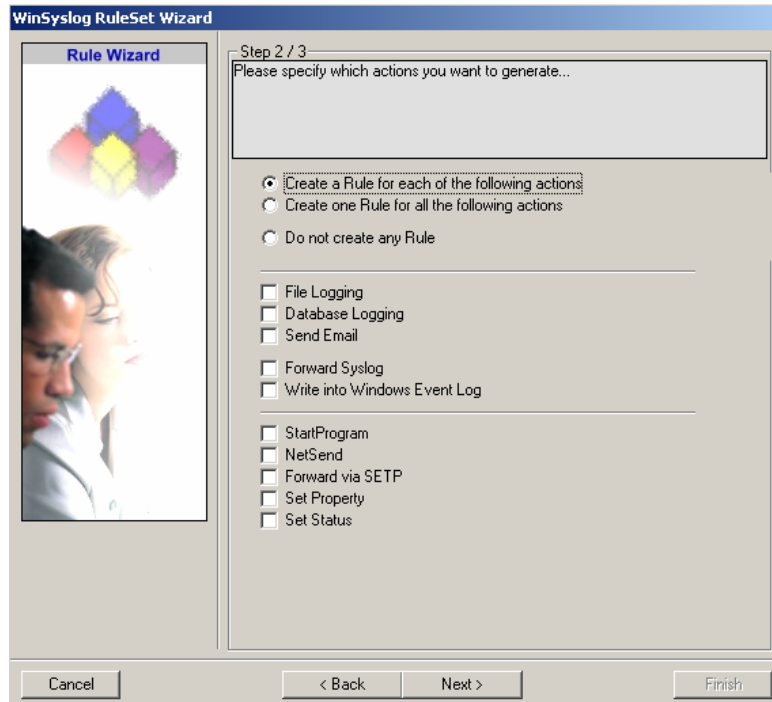 WinSyslog RuleSet Wizard
Rule Wizard
Step 2 / 3
Please specify which actions you want to generate...
Create a Rule for each of the following actions
Create one Rule for all the following actions
Do not create any Rule
File Logging
Database Logging
Send Email
Forward Syslog
Write into Windows Event Log
StartProgram
NetSend
Forward via SETP
Set Property
Set Status
Cancel
< Back
Next >
Finish